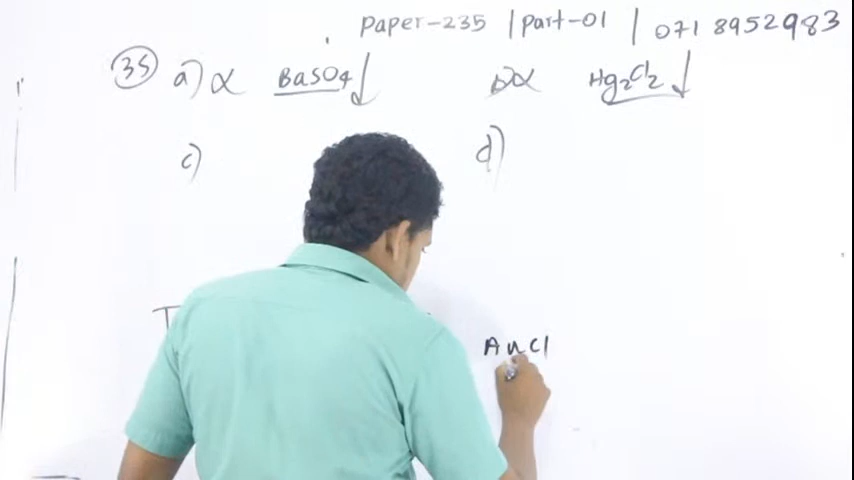 Paper-235 | Part-01 | 071 8952983
35 a) α BaSO4↓ b) α Hg2Cl2↓
c) d)
T
AuCl